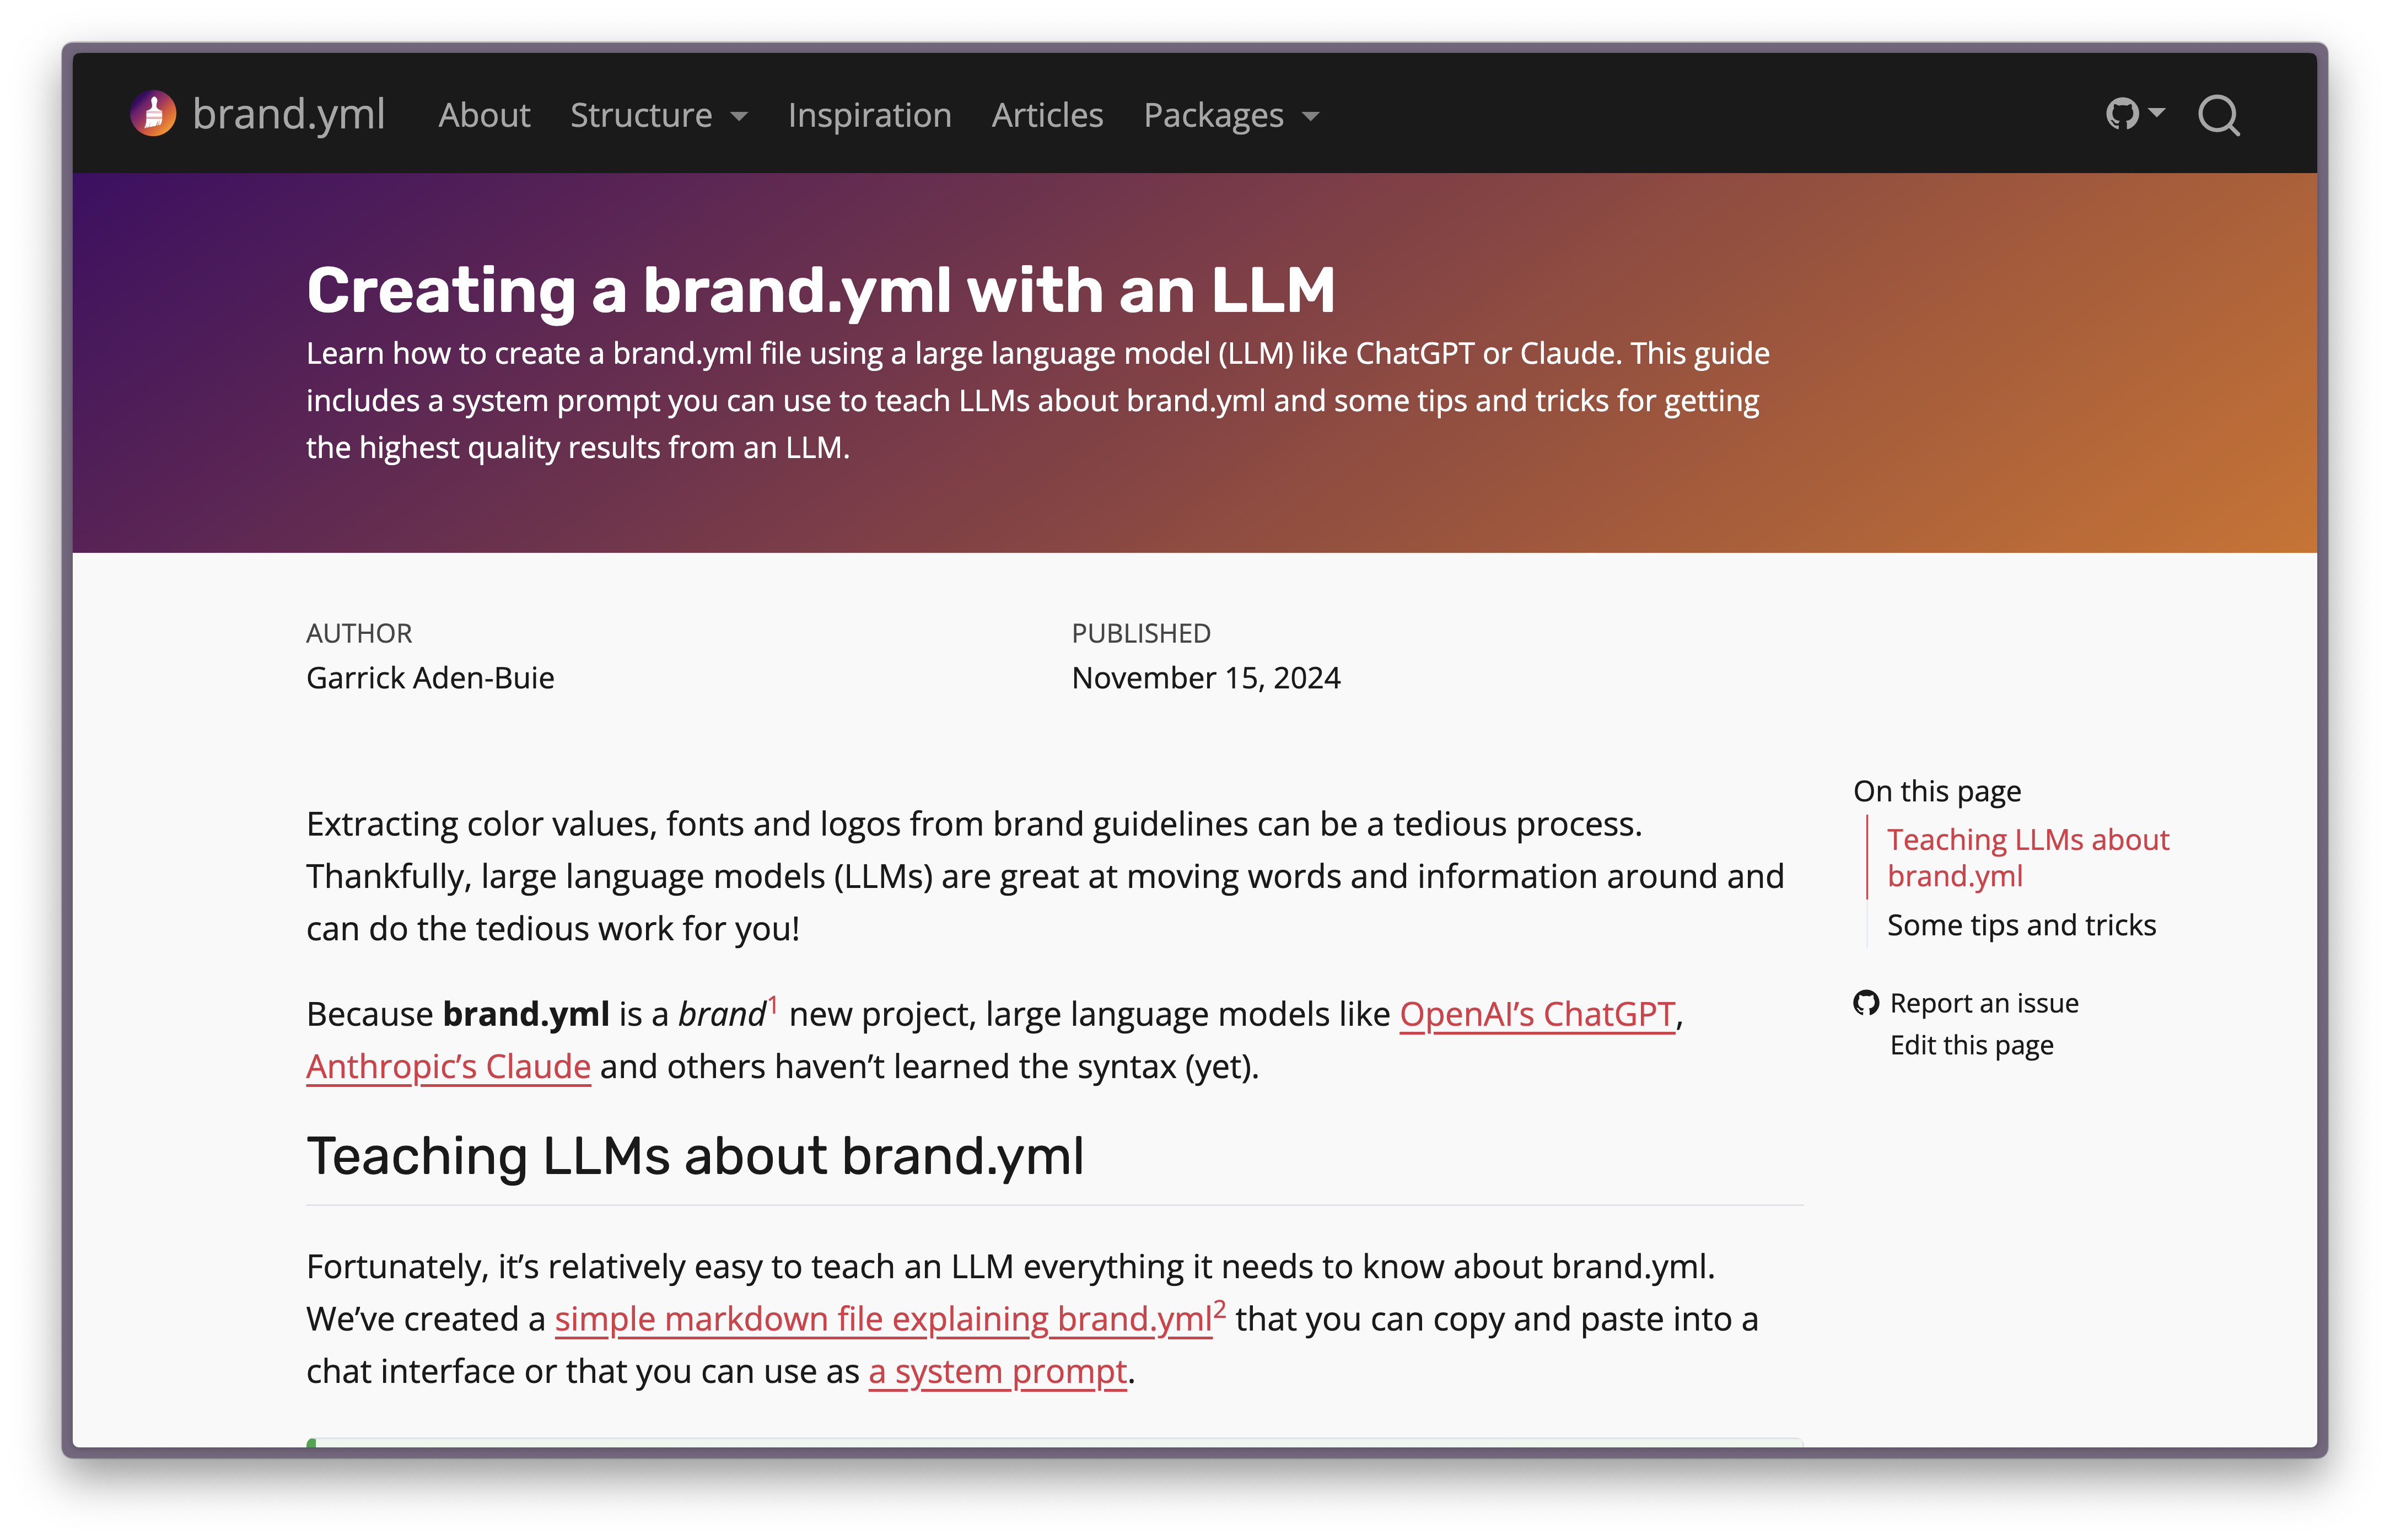 brand.yml About Structure Inspiration Articles Packages
Creating a brand.yml with an LLM
Learn how to create a brand.yml file using a large language model (LLM) like ChatGPT or Claude. This guide
includes a system prompt you can use to teach LLMs about brand.yml and some tips and tricks for getting
the highest quality results from an LLM.
AUTHOR
Garrick Aden-Buie
PUBLISHED
November 15, 2024
Extracting color values, fonts and logos from brand guidelines can be a tedious process.
Thankfully, large language models (LLMs) are great at moving words and information around and
can do the tedious work for you!
Because brand.yml is a brand1 new project, large language models like OpenAI’s ChatGPT,
Anthropic’s Claude and others haven’t learned the syntax (yet).
Teaching LLMs about brand.yml
Fortunately, it’s relatively easy to teach an LLM everything it needs to know about brand.yml.
We’ve created a simple markdown file explaining brand.yml2 that you can copy and paste into a
chat interface or that you can use as a system prompt.
On this page
Teaching LLMs about
brand.yml
Some tips and tricks
Report an issue
Edit this page